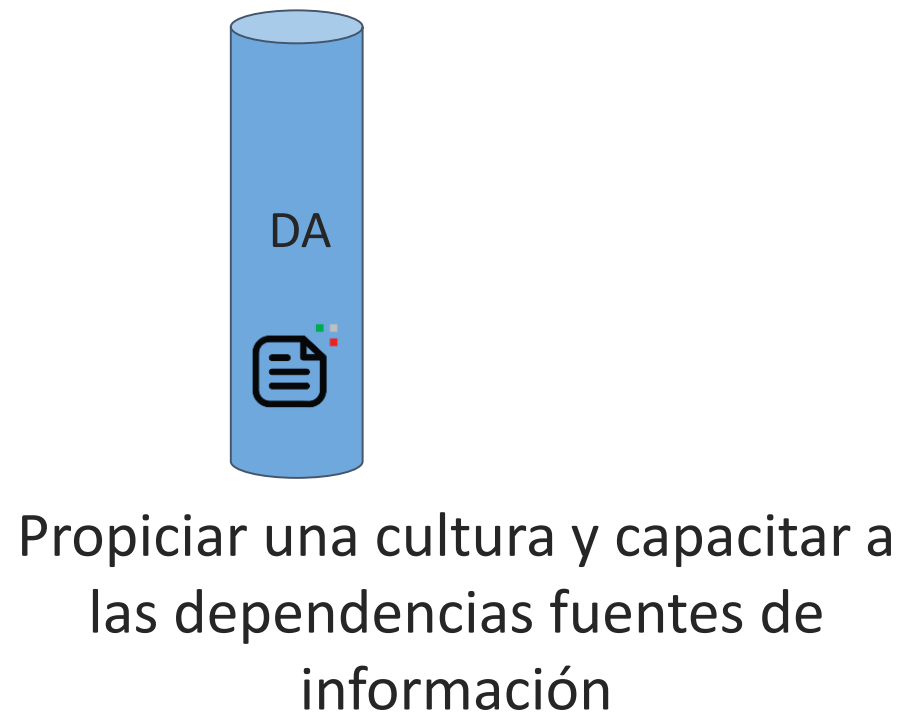 DA
Propiciar una cultura y capacitar a
las dependencias fuentes de
información